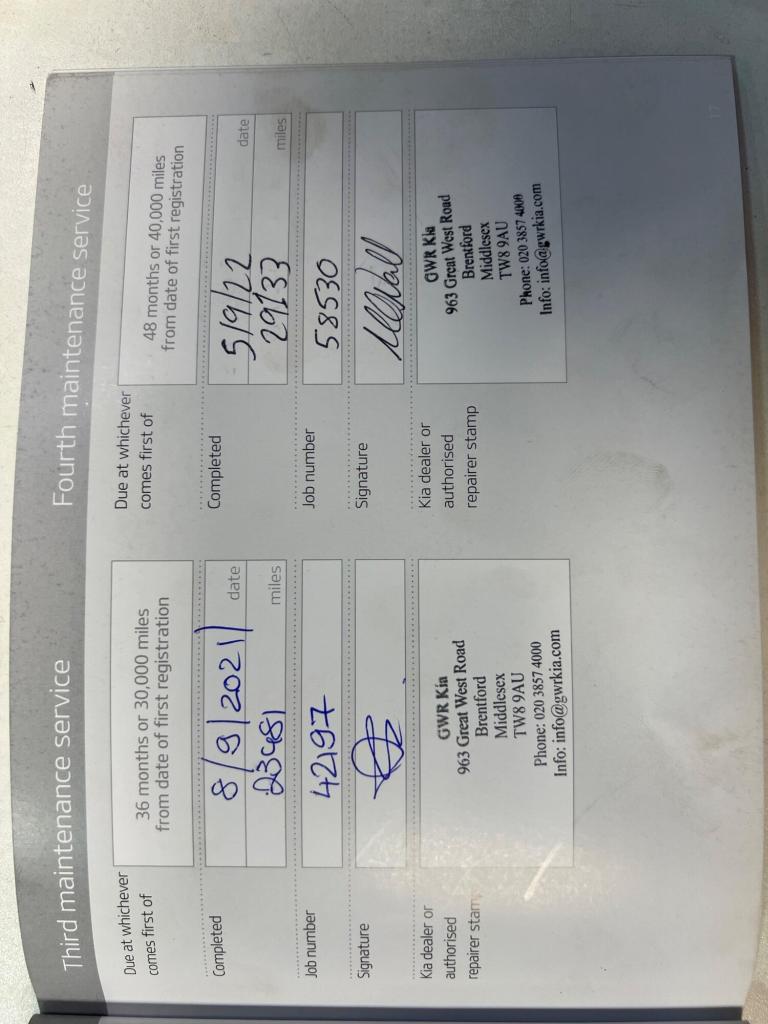 Third maintenance service
Due at whichever
comes first of
36 months or 30,000 miles
from date of first registration
Completed
8/9/2021
date
23481
miles
Job number
42197
Signature
Kia dealer or
authorised
repairer stamp
GWR Kia
963 Great West Road
Brentford
Middlesex
TW8 9AU
Phone: 020 3857 4000
Info: info@gwrkia.com
Fourth maintenance service
Due at whichever
comes first of
48 months or 40,000 miles
from date of first registration
Completed
5/9/22
date
29133
miles
Job number
58530
Signature
Kia dealer or
authorised
repairer stamp
GWR Kia
963 Great West Road
Brentford
Middlesex
TW8 9AU
Phone: 020 3857 4000
Info: info@gwrkia.com
17